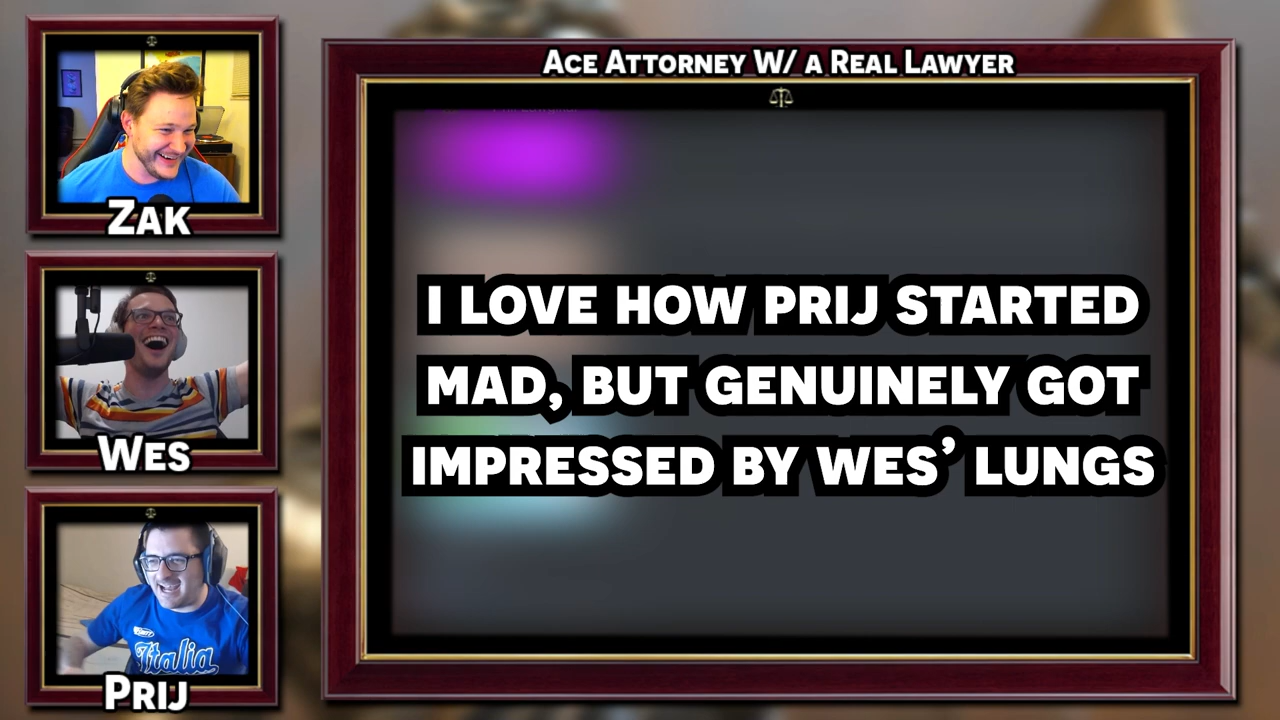 Ace Attorney W/ a Real Lawyer
Zak
I LOVE HOW PRIJ STARTED
MAD, BUT GENUINELY GOT
IMPRESSED BY WES’ LUNGS
Wes
Italia
Prij